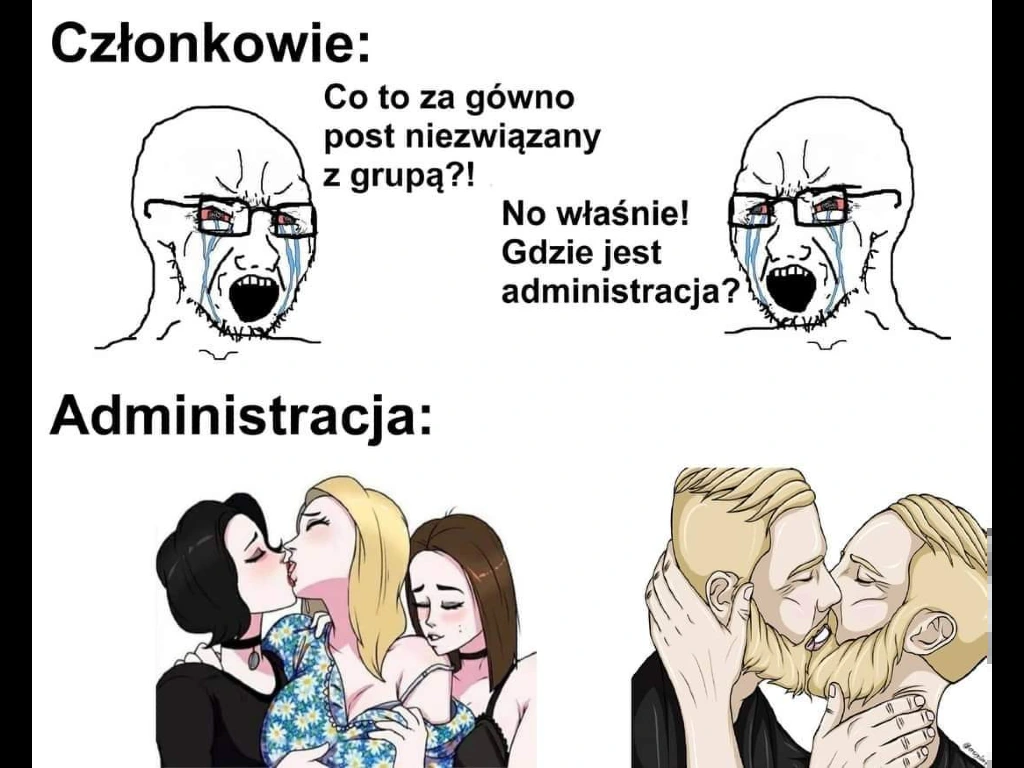 Członkowie:
Co to za gówno
post niezwiązany
z grupą?!
No właśnie!
Gdzie jest
administracja?
Administracja: